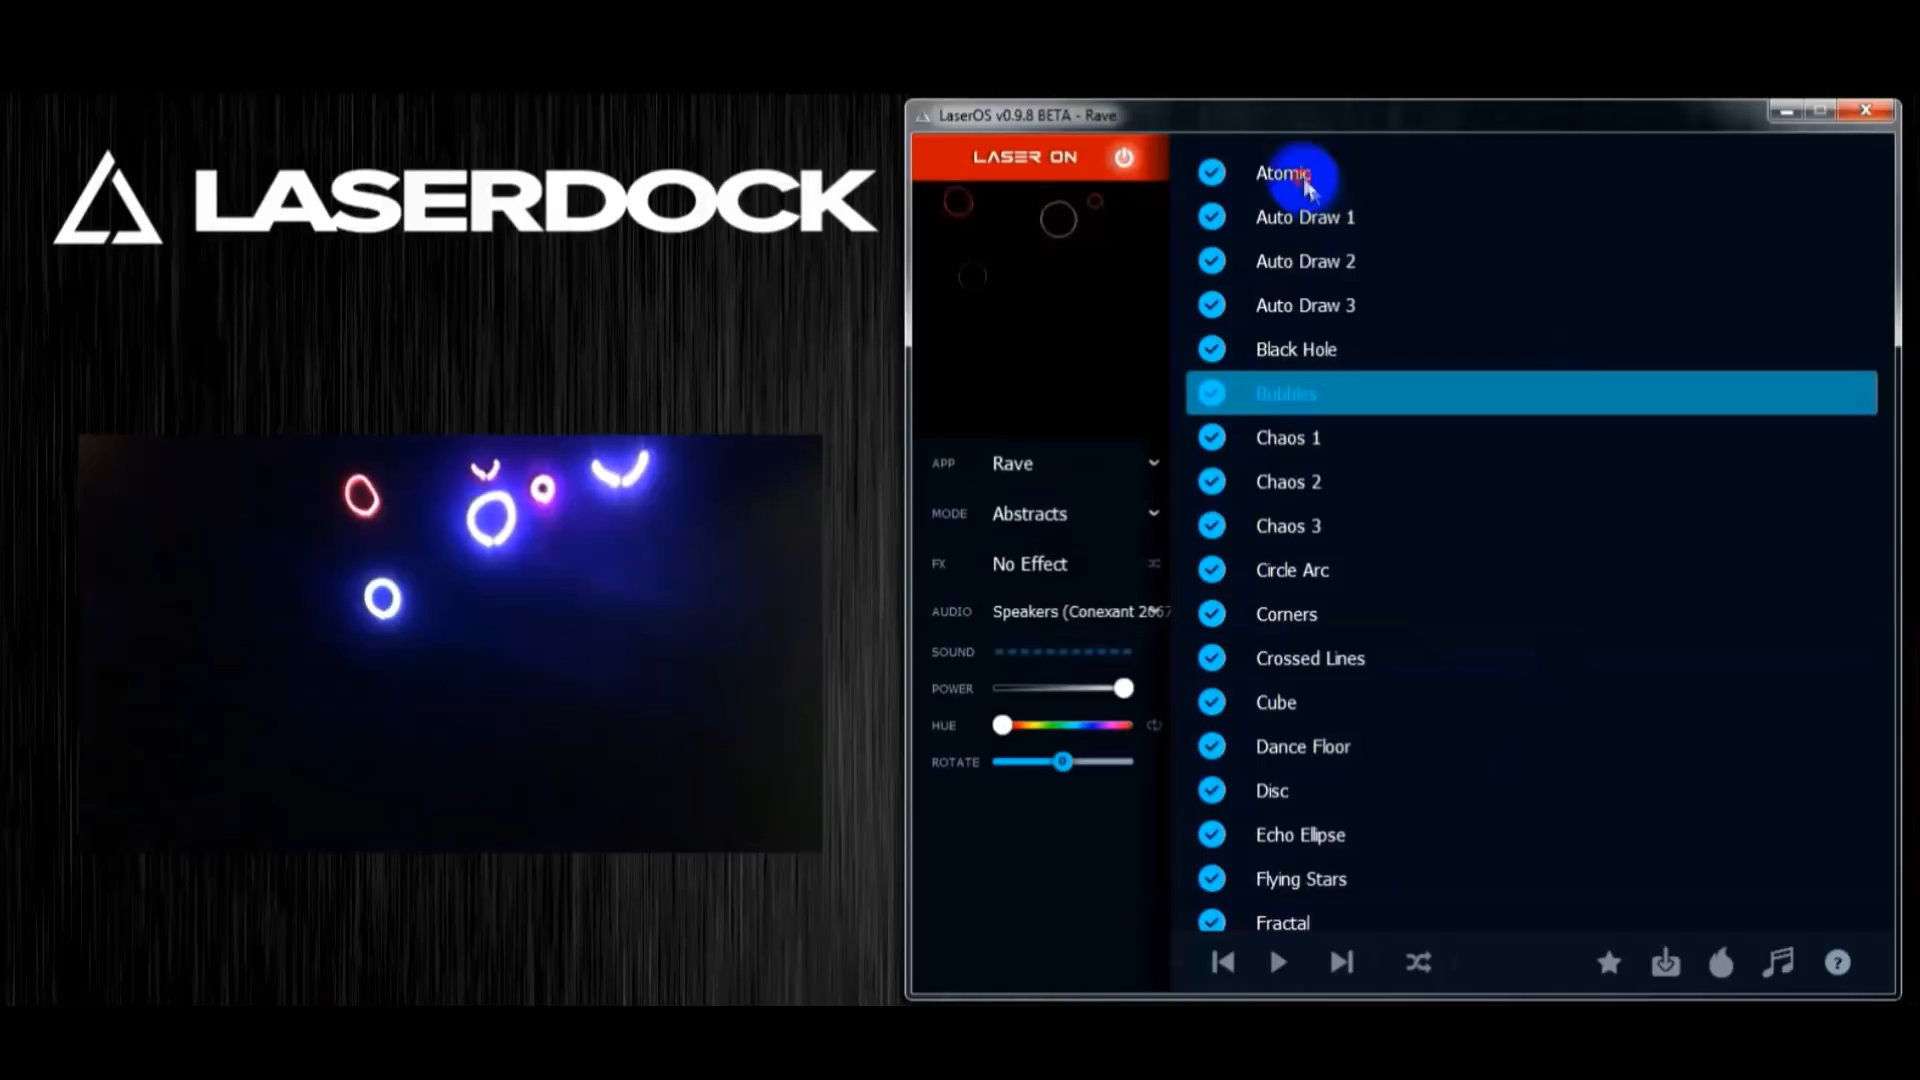 LASERDOCK
LaserOS v0.9.8 BETA - Rave
LASER ON
APP Rave
MODE Abstracts
FX No Effect
AUDIO Speakers (Conexant
SOUND
POWER
HUE
ROTATE
Atomic
Auto Draw 1
Auto Draw 2
Auto Draw 3
Black Hole
Bubbles
Chaos 1
Chaos 2
Chaos 3
Circle Arc
Corners
Crossed Lines
Cube
Dance Floor
Disc
Echo Ellipse
Flying Stars
Fractal